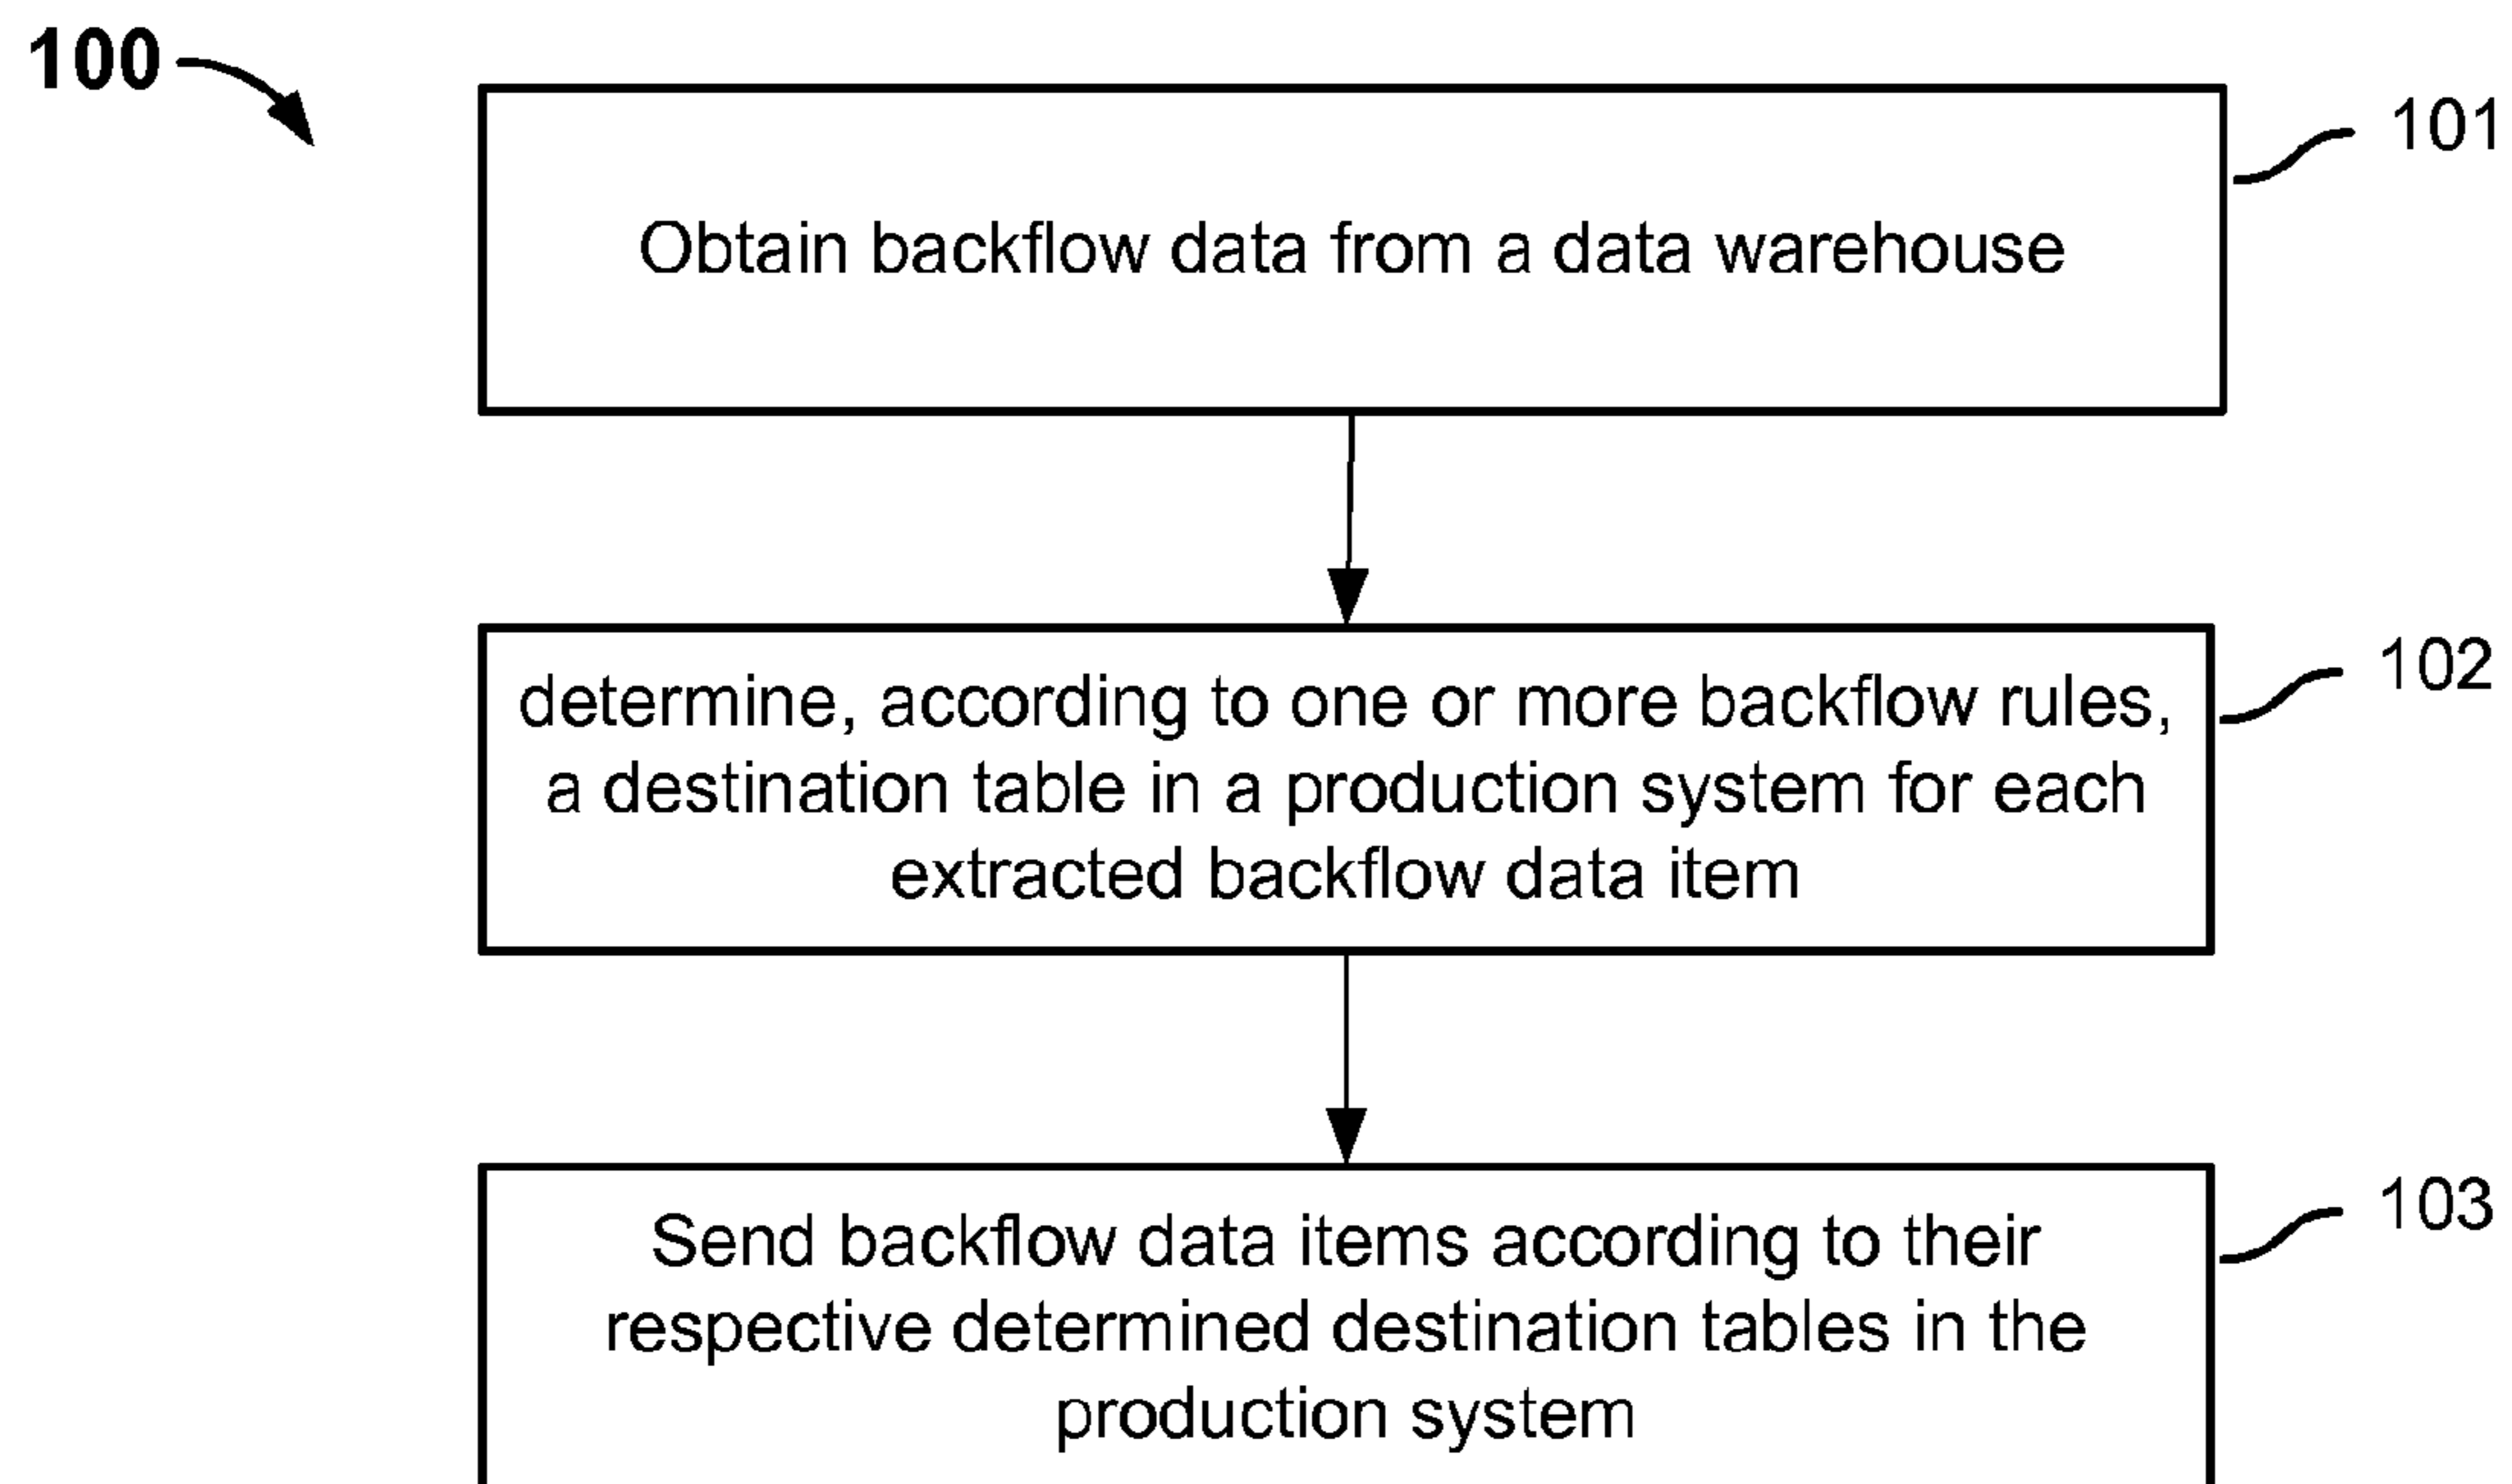 100
101
Obtain backflow data from a data warehouse
102
determine, according to one or more backflow rules,
a destination table in a production system for each
extracted backflow data item
103
Send backflow data items according to their
respective determined destination tables in the
production system